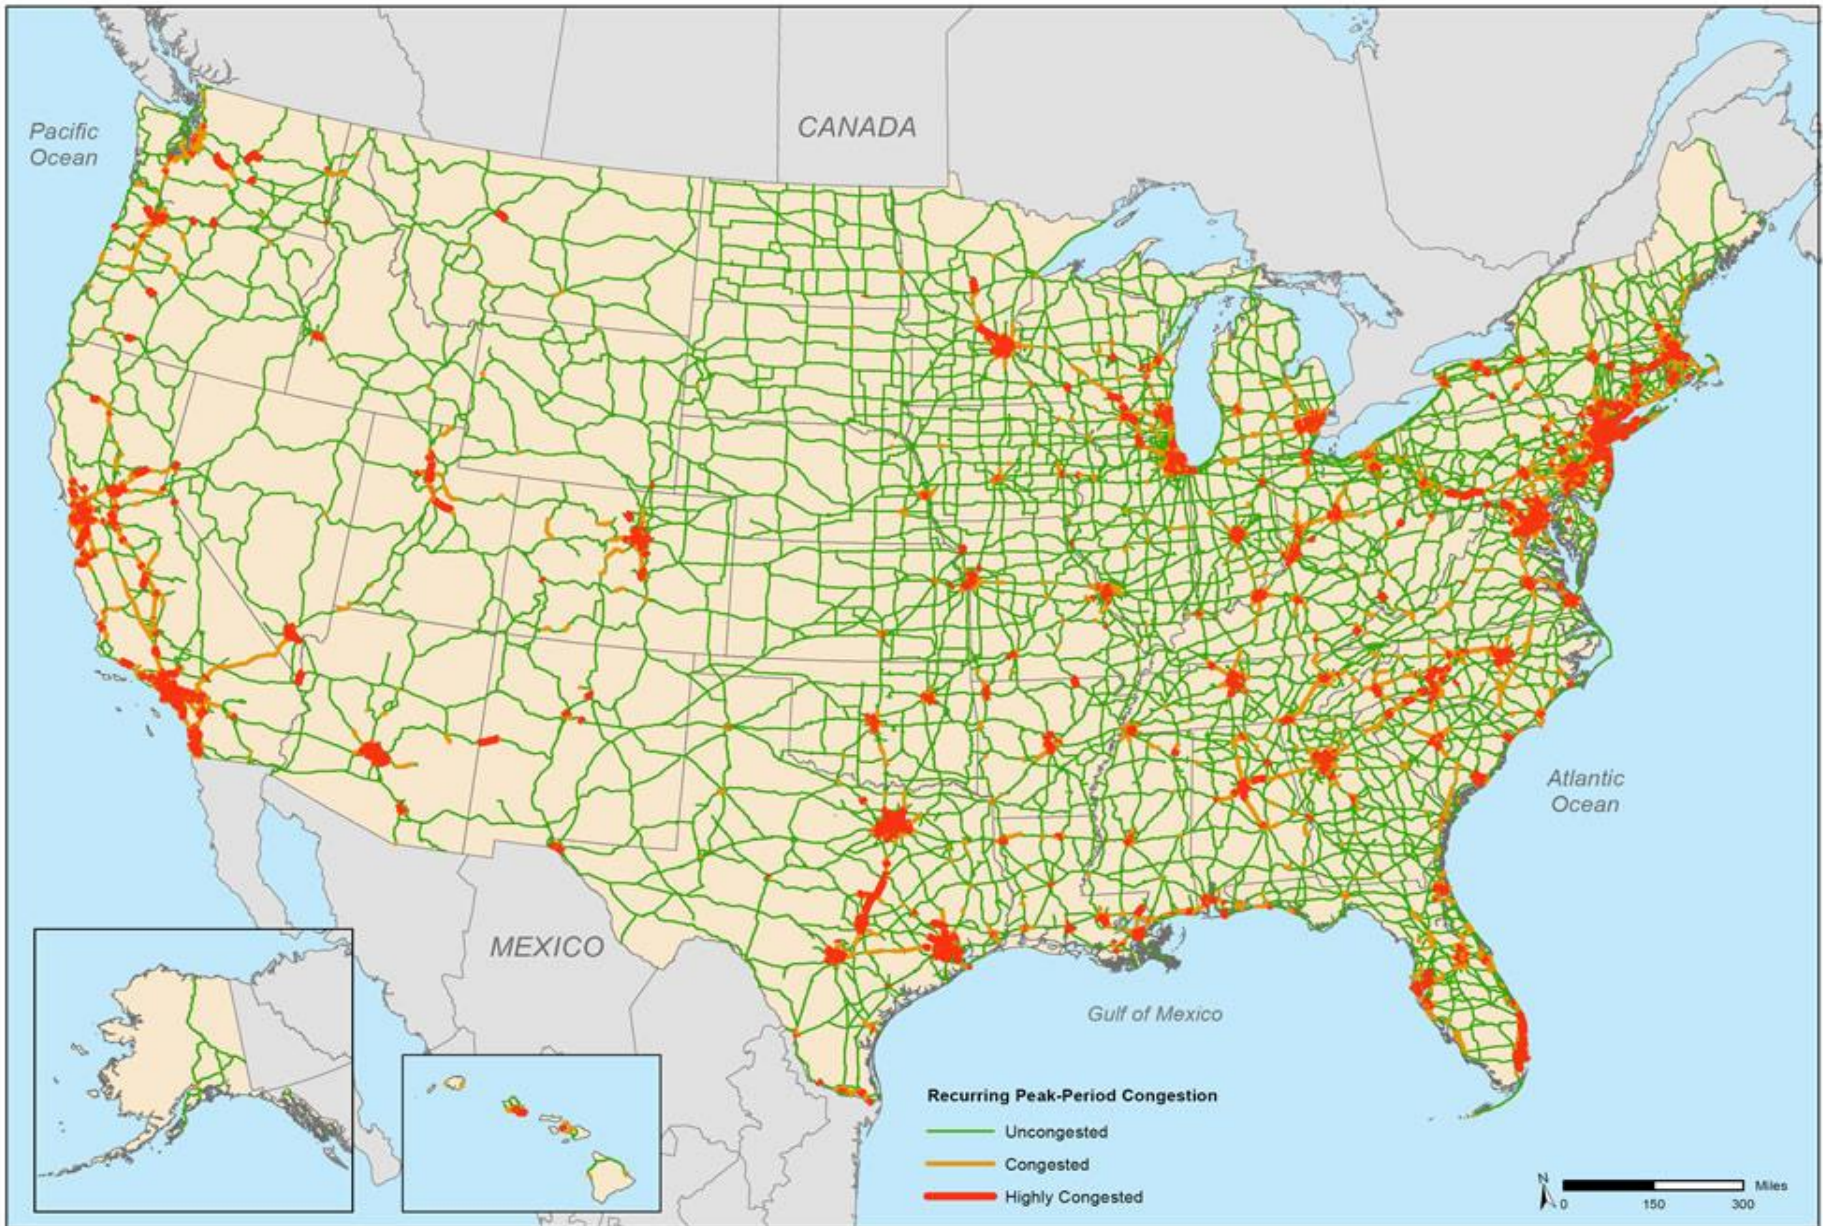 Pacific
Ocean
CANADA
Atlantic
Ocean
MEXICO
Gulf of Mexico
Recurring Peak-Period Congestion
Uncongested
Congested
Highly Congested
N
Miles
0 150 300